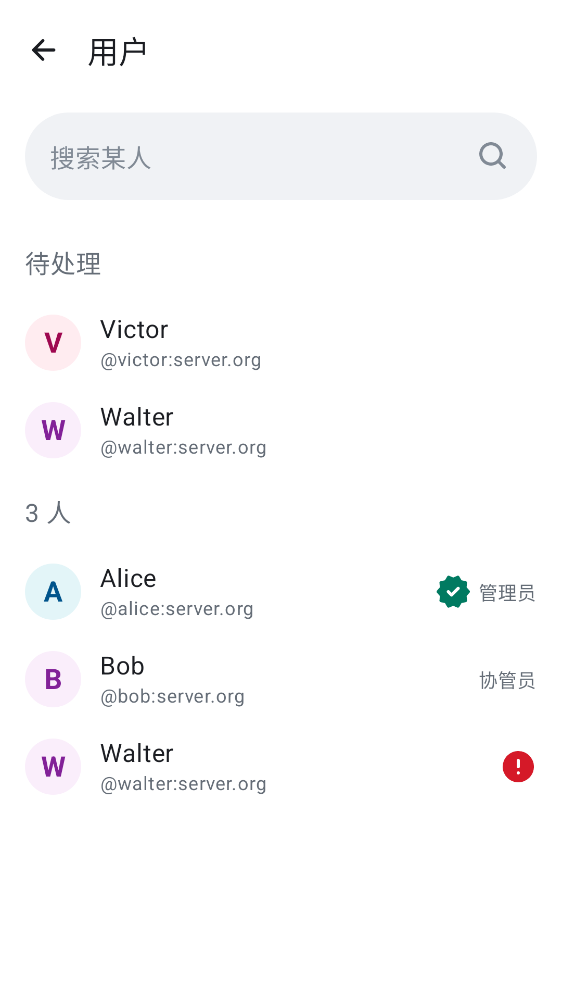 用户
搜索某人
待处理
V
Victor
@victor:server.org
W
Walter
@walter:server.org
3 人
A
Alice
@alice:server.org
管理员
B
Bob
@bob:server.org
协管员
W
Walter
@walter:server.org